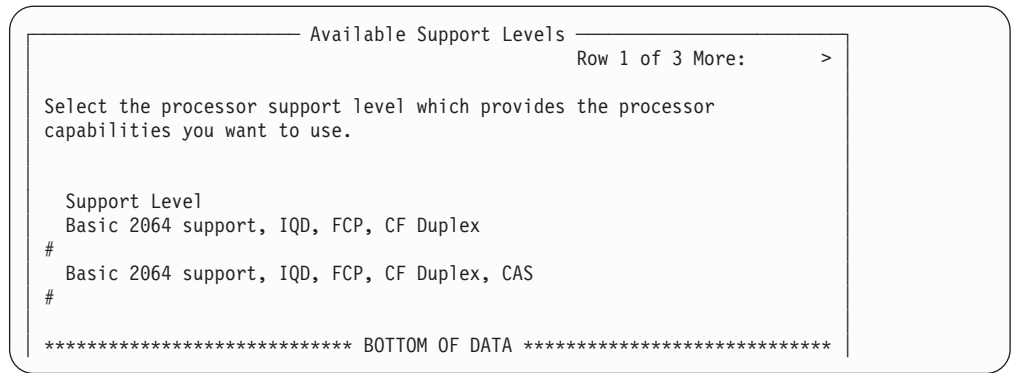 Available Support Levels
Row 1 of 3 More: >
Select the processor support level which provides the processor
capabilities you want to use.
Support Level
Basic 2064 support, IQD, FCP, CF Duplex
#
Basic 2064 support, IQD, FCP, CF Duplex, CAS
#
***************************** BOTTOM OF DATA *****************************